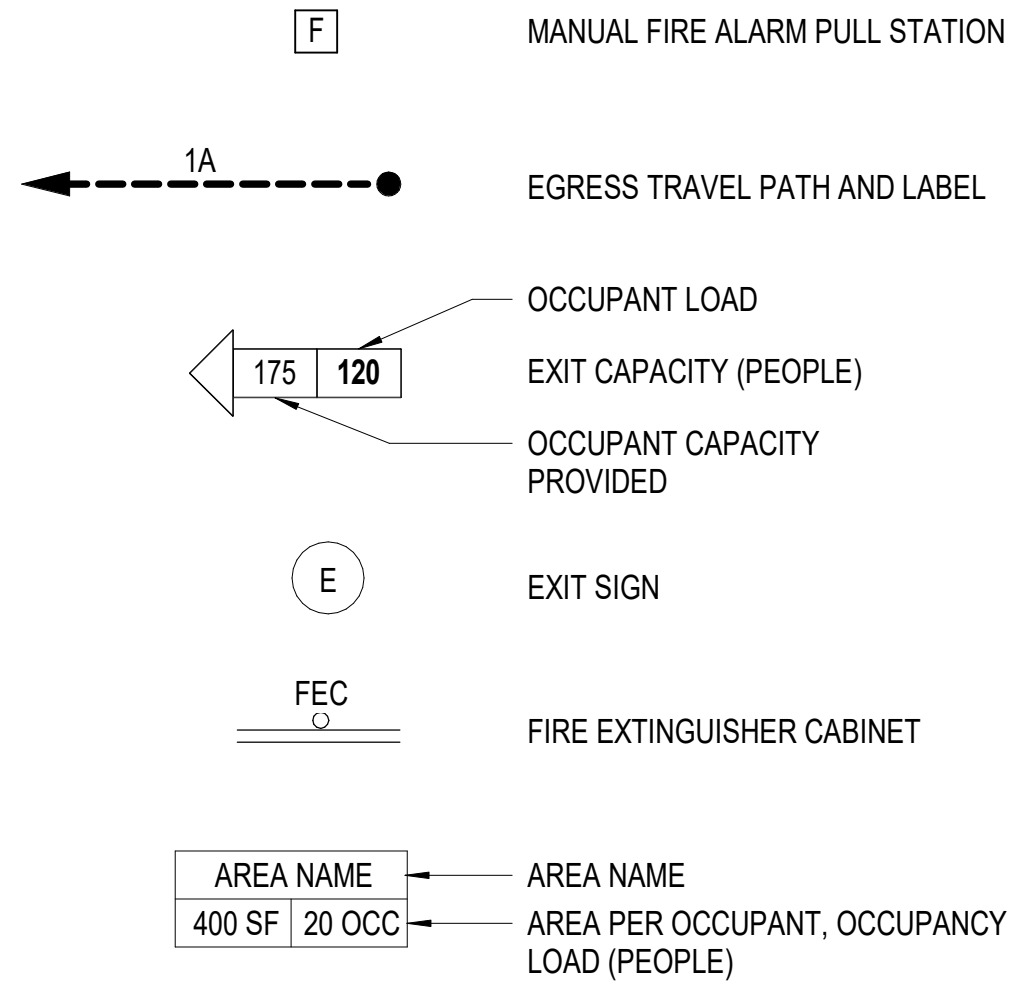 F
MANUAL FIRE ALARM PULL STATION
1A
EGRESS TRAVEL PATH AND LABEL
OCCUPANT LOAD
175 120
EXIT CAPACITY (PEOPLE)
OCCUPANT CAPACITY
PROVIDED
E
EXIT SIGN
FEC
FIRE EXTINGUISHER CABINET
AREA NAME
AREA NAME
400 SF 20 OCC
AREA PER OCCUPANT, OCCUPANCY
LOAD (PEOPLE)